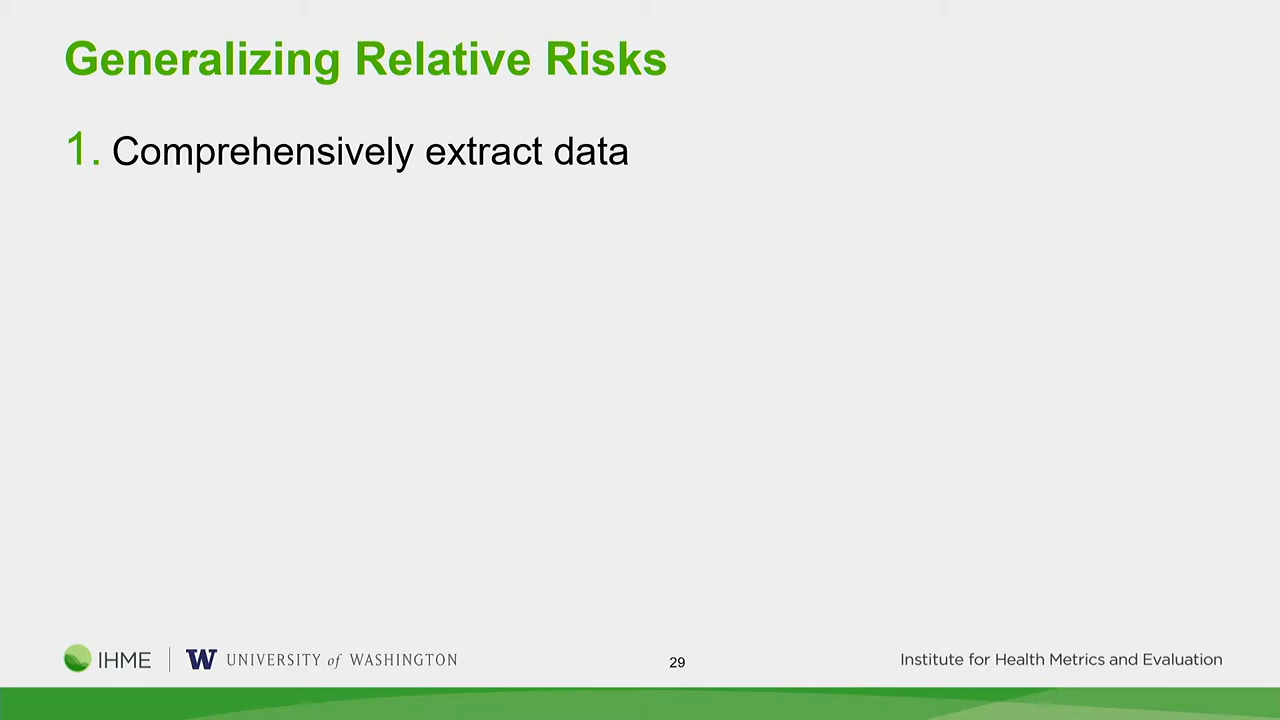 Generalizing Relative Risks
1. Comprehensively extract data
IHME | W UNIVERSITY of WASHINGTON
29
Institute for Health Metrics and Evaluation